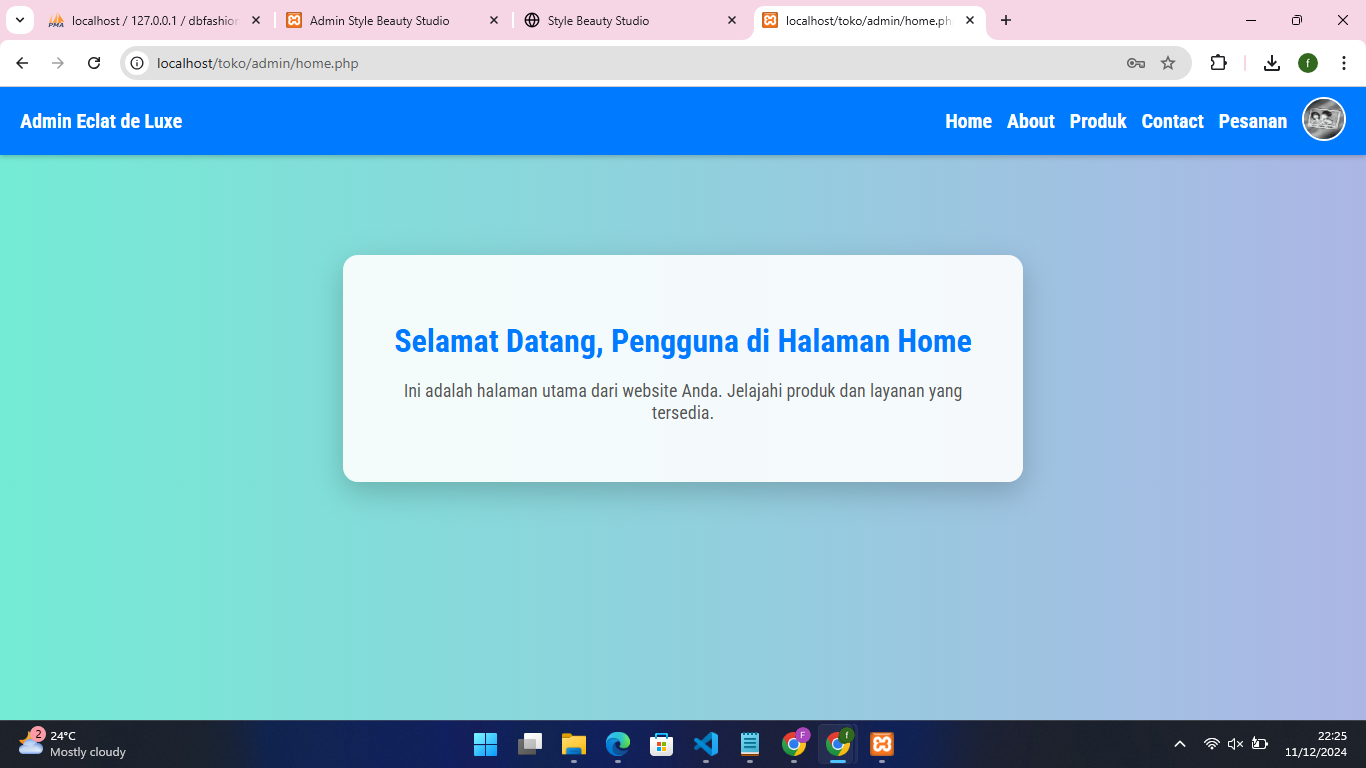 localhost / 127.0.0.1 / dbfashion
Admin Style Beauty Studio
Style Beauty Studio
localhost/toko/admin/home.ph
localhost/toko/admin/home.php
f
Admin Eclat de Luxe
Home About Produk Contact Pesanan
Selamat Datang, Pengguna di Halaman Home
Ini adalah halaman utama dari website Anda. Jelajahi produk dan layanan yang
tersedia.
2
24°C
Mostly cloudy
F
f
22:25
11/12/2024